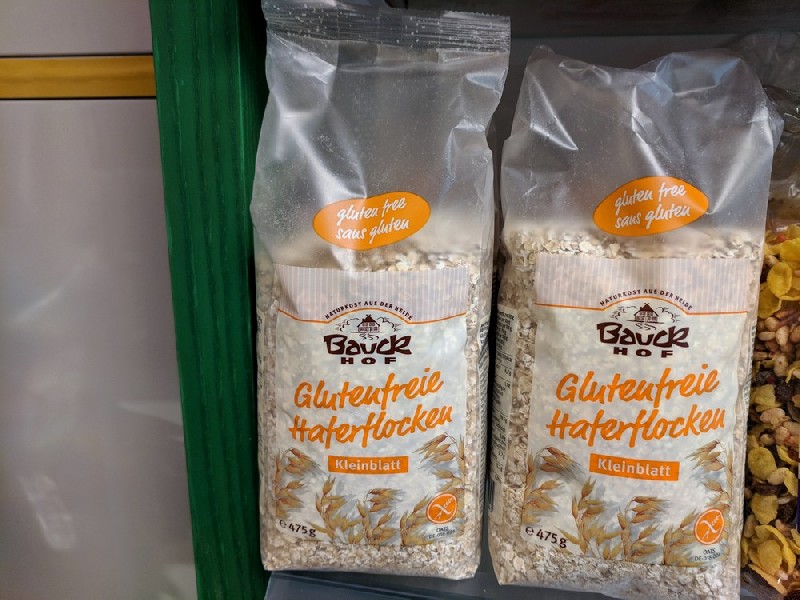 gluten free
sans gluten
NATURKOST AUS DER HEIDE
Bauck
HOF
Glutenfreie
Haferflocken
Kleinblatt
℮ 475g
gluten free
sans gluten
NATURKOST AUS DER HEIDE
Bauck
HOF
Glutenfreie
Haferflocken
Kleinblatt
℮ 475g